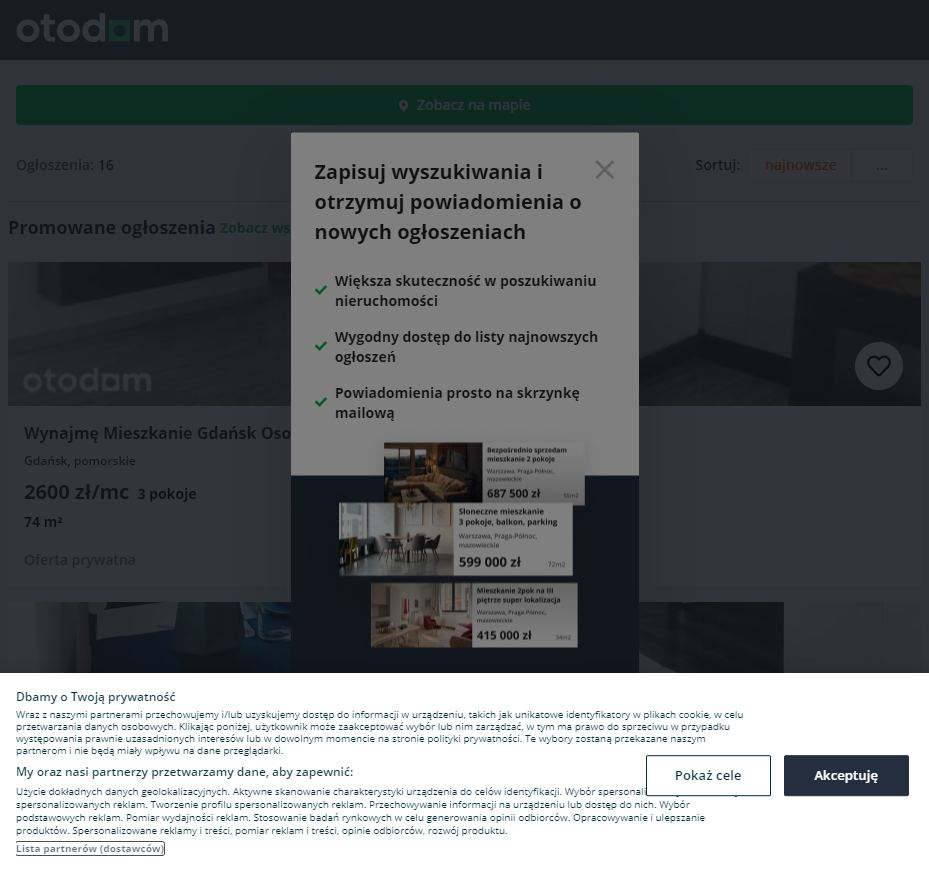 otodom
Zobacz na mapie
Ogłoszenia: 16
Sortuj: najnowsze ...
Promowane ogłoszenia Zobacz ws
Zapisuj wyszukiwania i
otrzymuj powiadomienia o
nowych ogłoszeniach
Większa skuteczność w poszukiwaniu
nieruchomości
Wygodny dostęp do listy najnowszych
ogłoszeń
Powiadomienia prosto na skrzynkę
mailową
otodom
Wynajmę Mieszkanie Gdańsk Oso
Gdańsk, pomorskie
2600 zł/mc 3 pokoje
74 m²
Oferta prywatna
Bezpośrednio sprzedam
mieszkanie 2 pokoje
Warszawa, Praga-Północ,
mazowieckie
687 500 zł 55m2
Słoneczne mieszkanie
3 pokoje, balkon, parking
Warszawa, Praga-Północ,
mazowieckie
599 000 zł 72m2
Mieszkanie 2pok na III
piętrze super lokalizacja
Warszawa, Praga-Północ,
mazowieckie
415 000 zł 34m2
Dbamy o Twoją prywatność
Wraz z naszymi partnerami przechowujemy i/lub uzyskujemy dostęp do informacji w urządzeniu, takich jak unikatowe identyfikatory w plikach cookie, w celu
przetwarzania danych osobowych. Klikając poniżej, użytkownik może zaakceptować wybór lub nim zarządzać, w tym ma prawo do sprzeciwu w przypadku
występowania prawnie uzasadnionych interesów lub w dowolnym momencie na stronie polityki prywatności. Te wybory zostaną przekazane naszym
partnerom i nie będą miały wpływu na dane przeglądarki.
My oraz nasi partnerzy przetwarzamy dane, aby zapewnić:
Użycie dokładnych danych geolokalizacyjnych. Aktywne skanowanie charakterystyki urządzenia do celów identyfikacji. Wybór spersonali
spersonalizowanych reklam. Tworzenie profilu spersonalizowanych reklam. Przechowywanie informacji na urządzeniu lub dostęp do nich. Wybór
podstawowych reklam. Pomiar wydajności reklam. Stosowanie badań rynkowych w celu generowania opinii odbiorców. Opracowywanie i ulepszanie
produktów. Spersonalizowane reklamy i treści, pomiar reklam i treści, opinie odbiorców, rozwój produktu.
Lista partnerów (dostawców)
Pokaż cele
Akceptuję